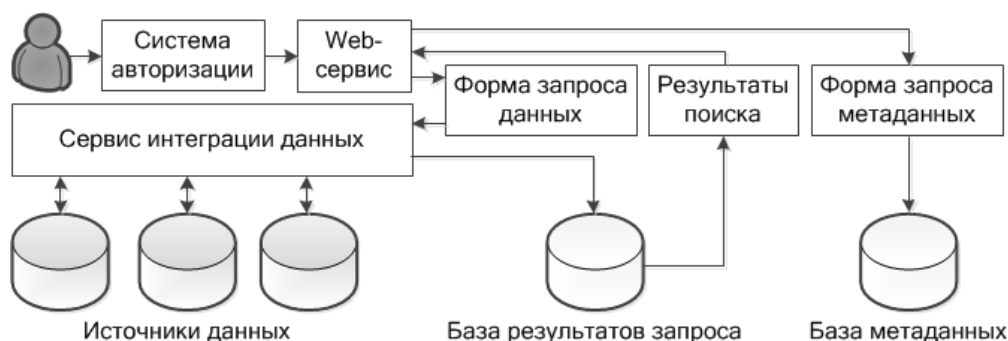 Система
авторизации
Web-
сервис
Форма запроса
данных
Результаты
поиска
Форма запроса
метаданных
Сервис интеграции данных
Источники данных
База результатов запроса
База метаданных